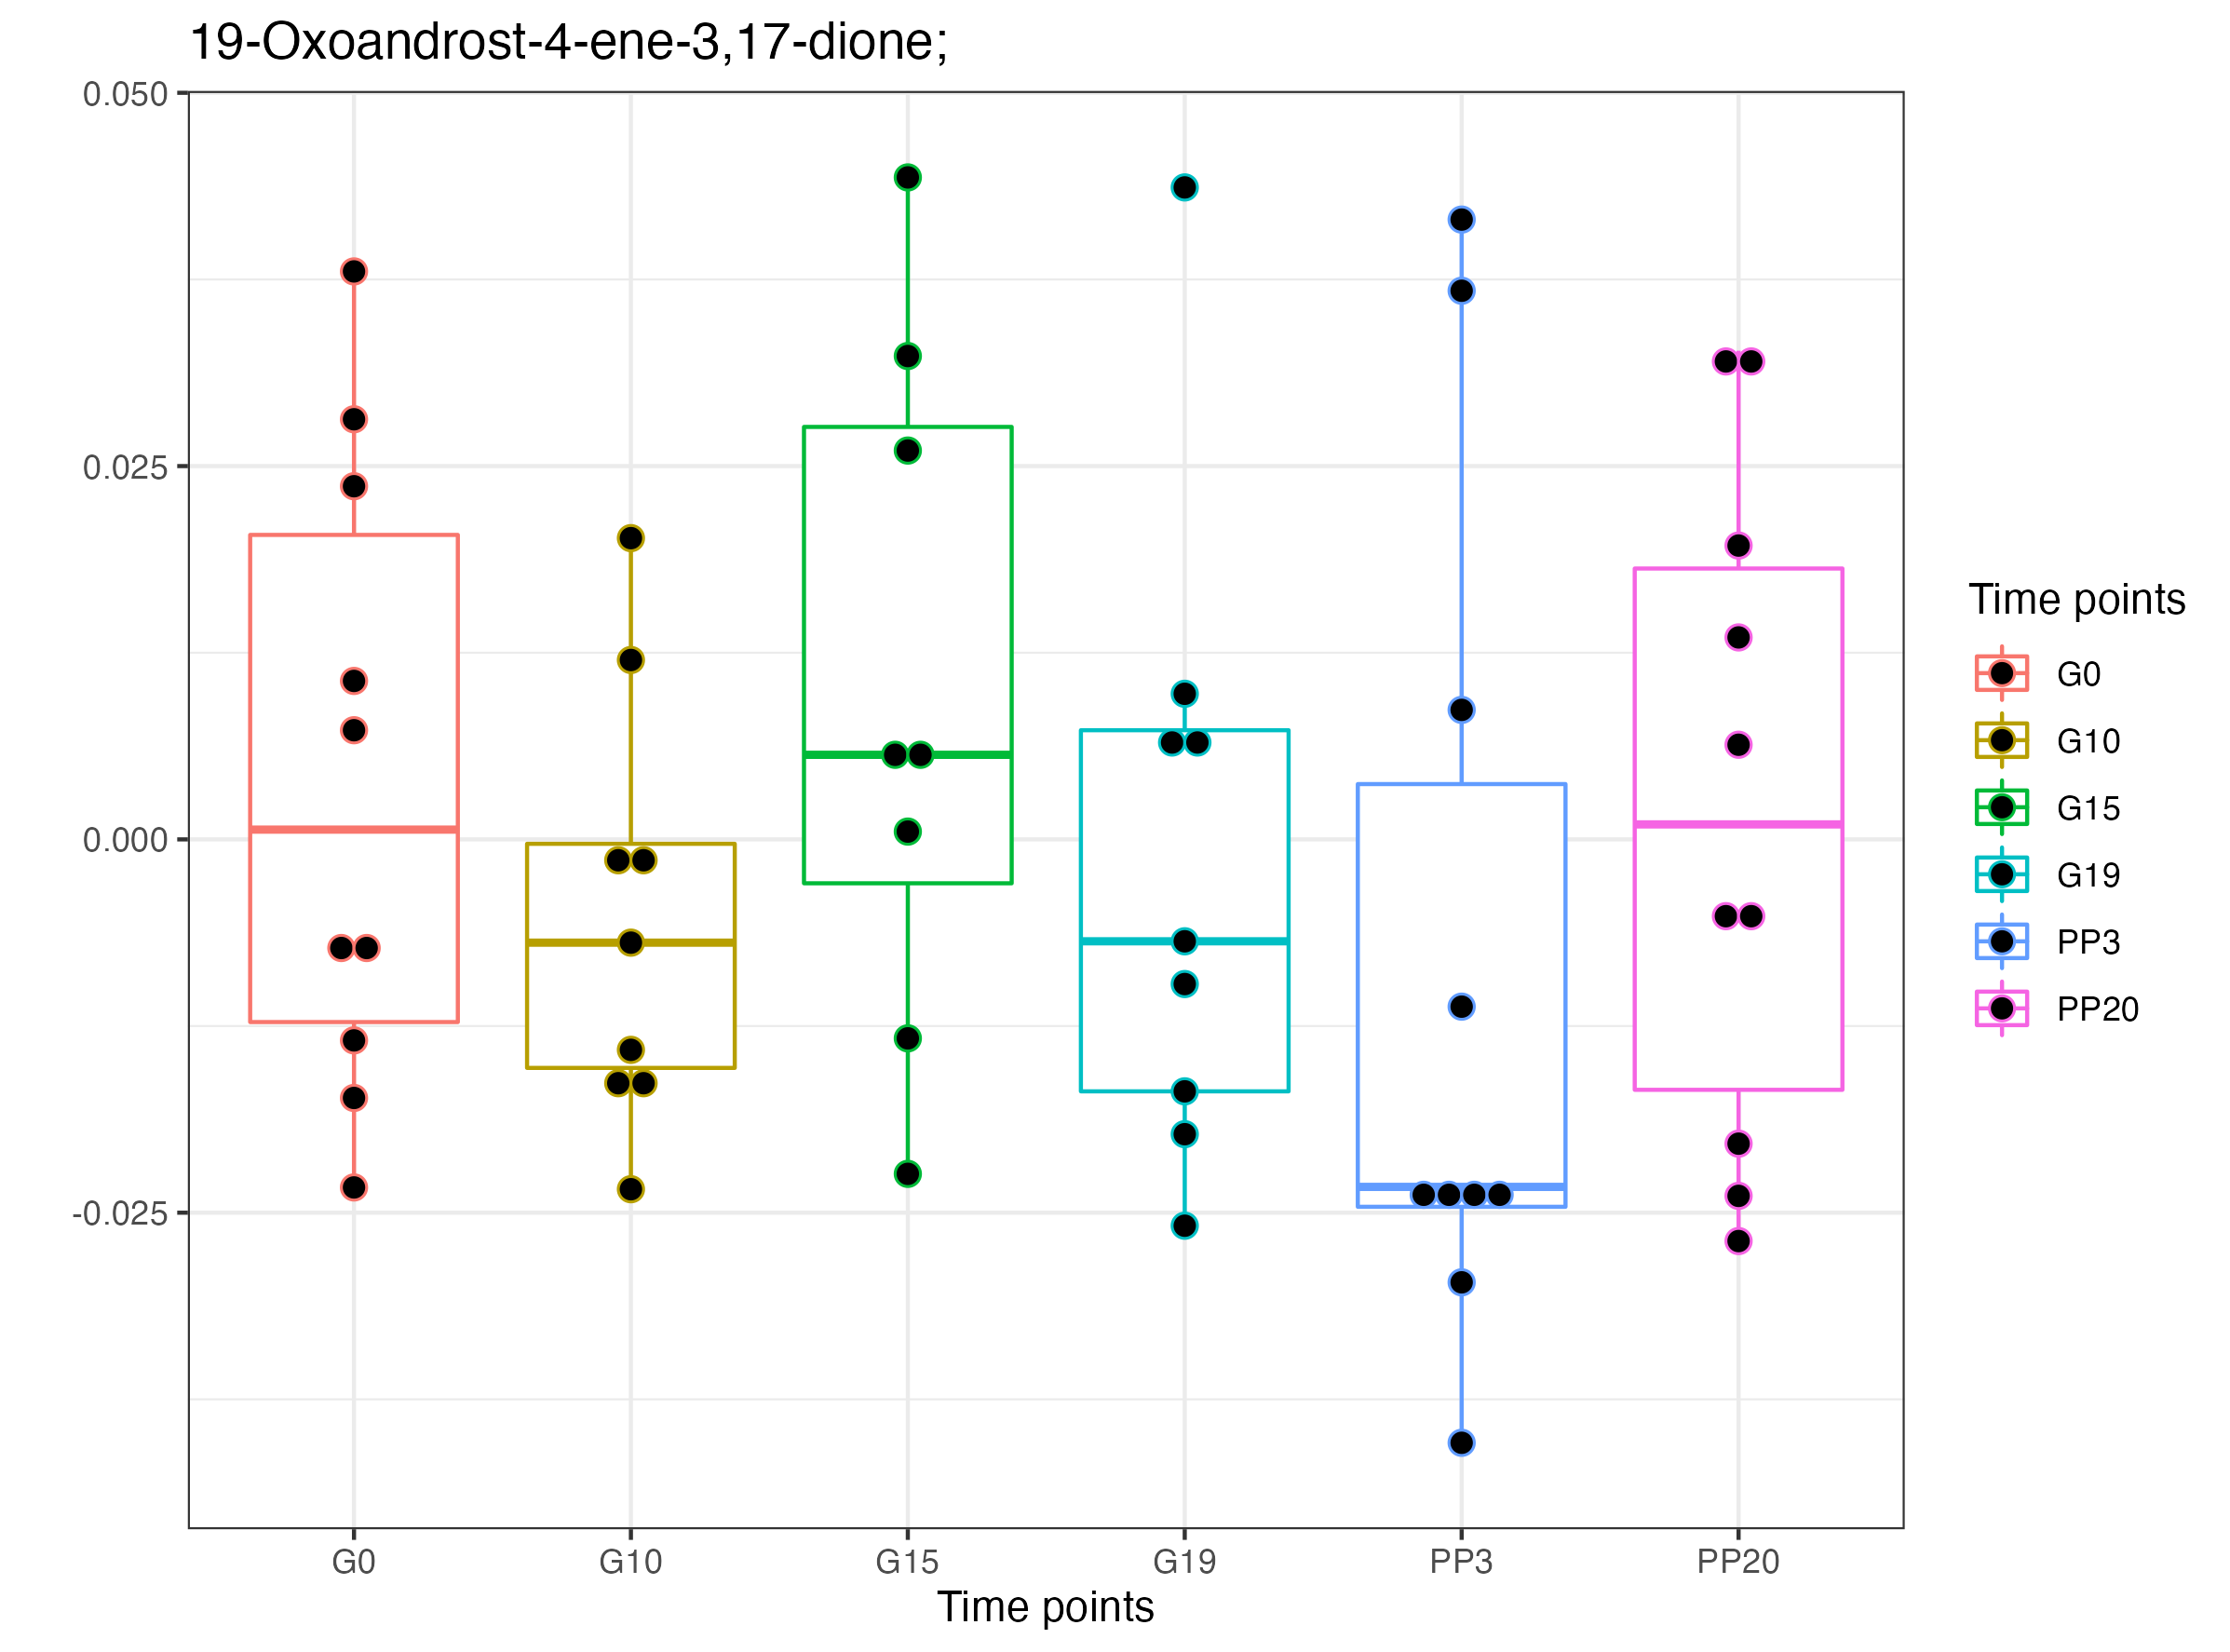 19-Oxoandrost-4-ene-3,17-dione;
0.050
0.025
0.000
-0.025
G0 G10 G15 G19 PP3 PP20
Time points
Time points
G0
G10
G15
G19
PP3
PP20